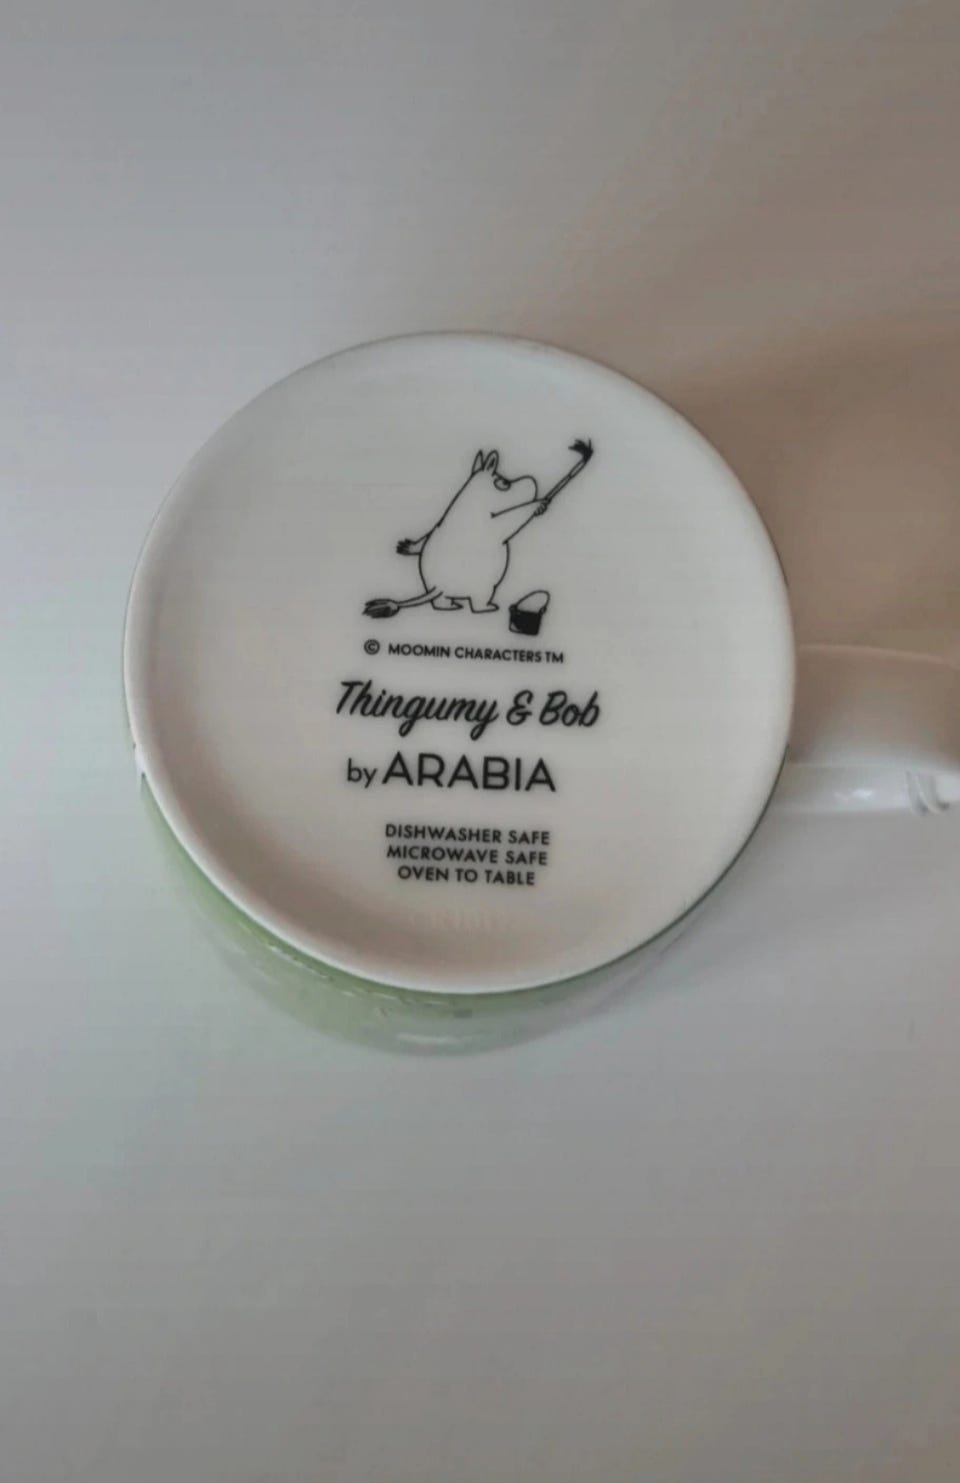 © MOOMIN CHARACTERS TM
Thingumy & Bob
by ARABIA
DISHWASHER SAFE
MICROWAVE SAFE
OVEN TO TABLE